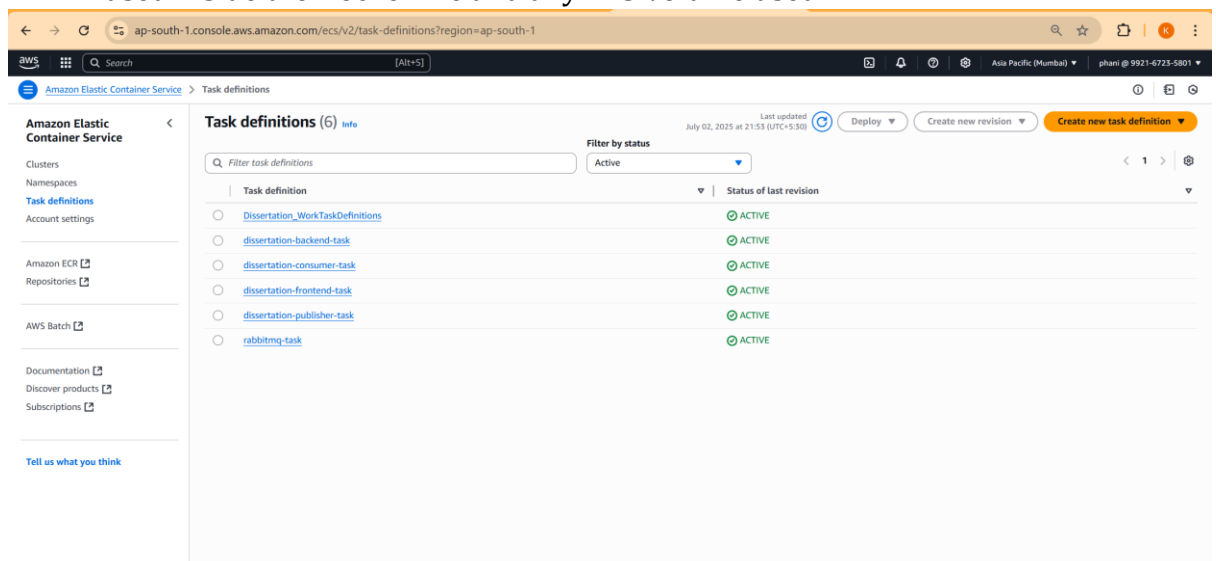 ap-south-1.console.aws.amazon.com/ecs/v2/task-definitions?region=ap-south-1
K
aws
Search
[Alt+S]
Asia Pacific (Mumbai)
phani @ 9921-6723-5801
Amazon Elastic Container Service > Task definitions
Amazon Elastic
Container Service
Clusters
Namespaces
Task definitions
Account settings
Amazon ECR
Repositories
AWS Batch
Documentation
Discover products
Subscriptions
Tell us what you think
Task definitions (6) Info
Last updated
July 02, 2025 at 21:53 (UTC+5:30)
Deploy
Create new revision
Create new task definition
Filter by status
Filter task definitions
Active
1
Task definition
Status of last revision
Dissertation_WorkTaskDefinitions
ACTIVE
dissertation-backend-task
ACTIVE
dissertation-consumer-task
ACTIVE
dissertation-frontend-task
ACTIVE
dissertation-publisher-task
ACTIVE
rabbitmq-task
ACTIVE